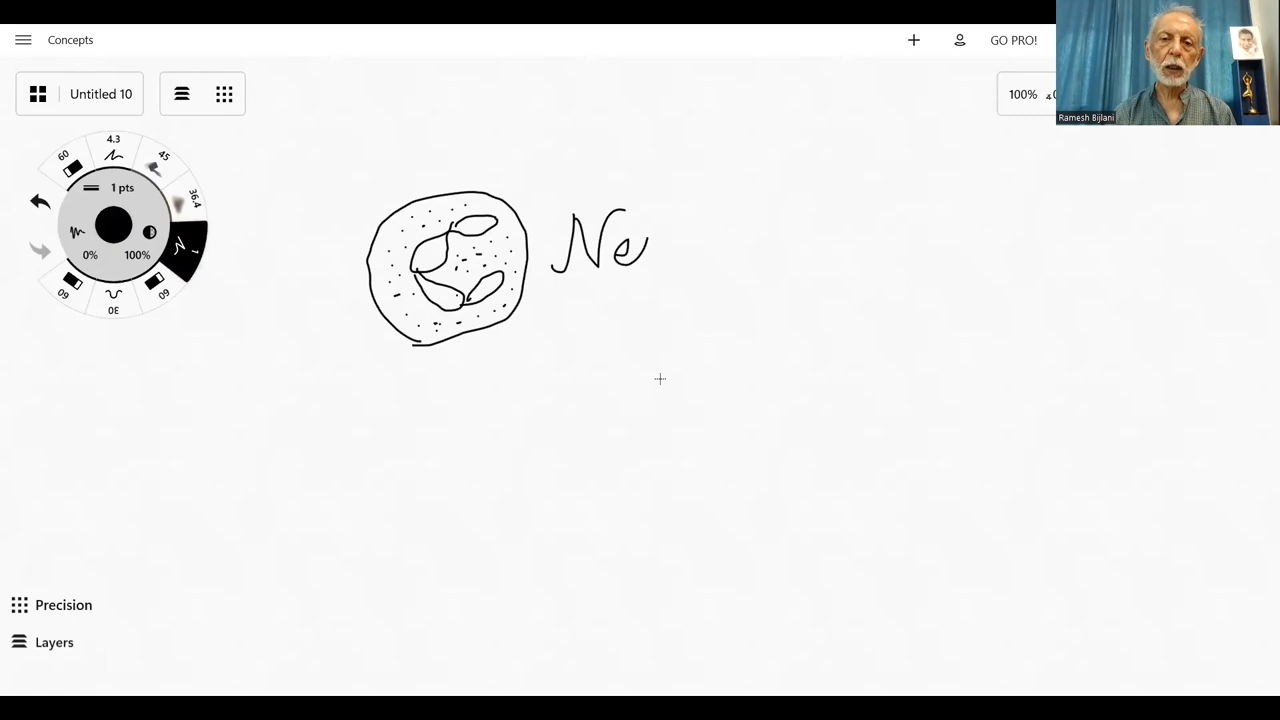 Concepts
GO PRO!
Untitled 10
100%
Ramesh Bijlani
4.3
60
45
36.4
1 pts
0%
100%
1
60
30
60
Ne
Precision
Layers